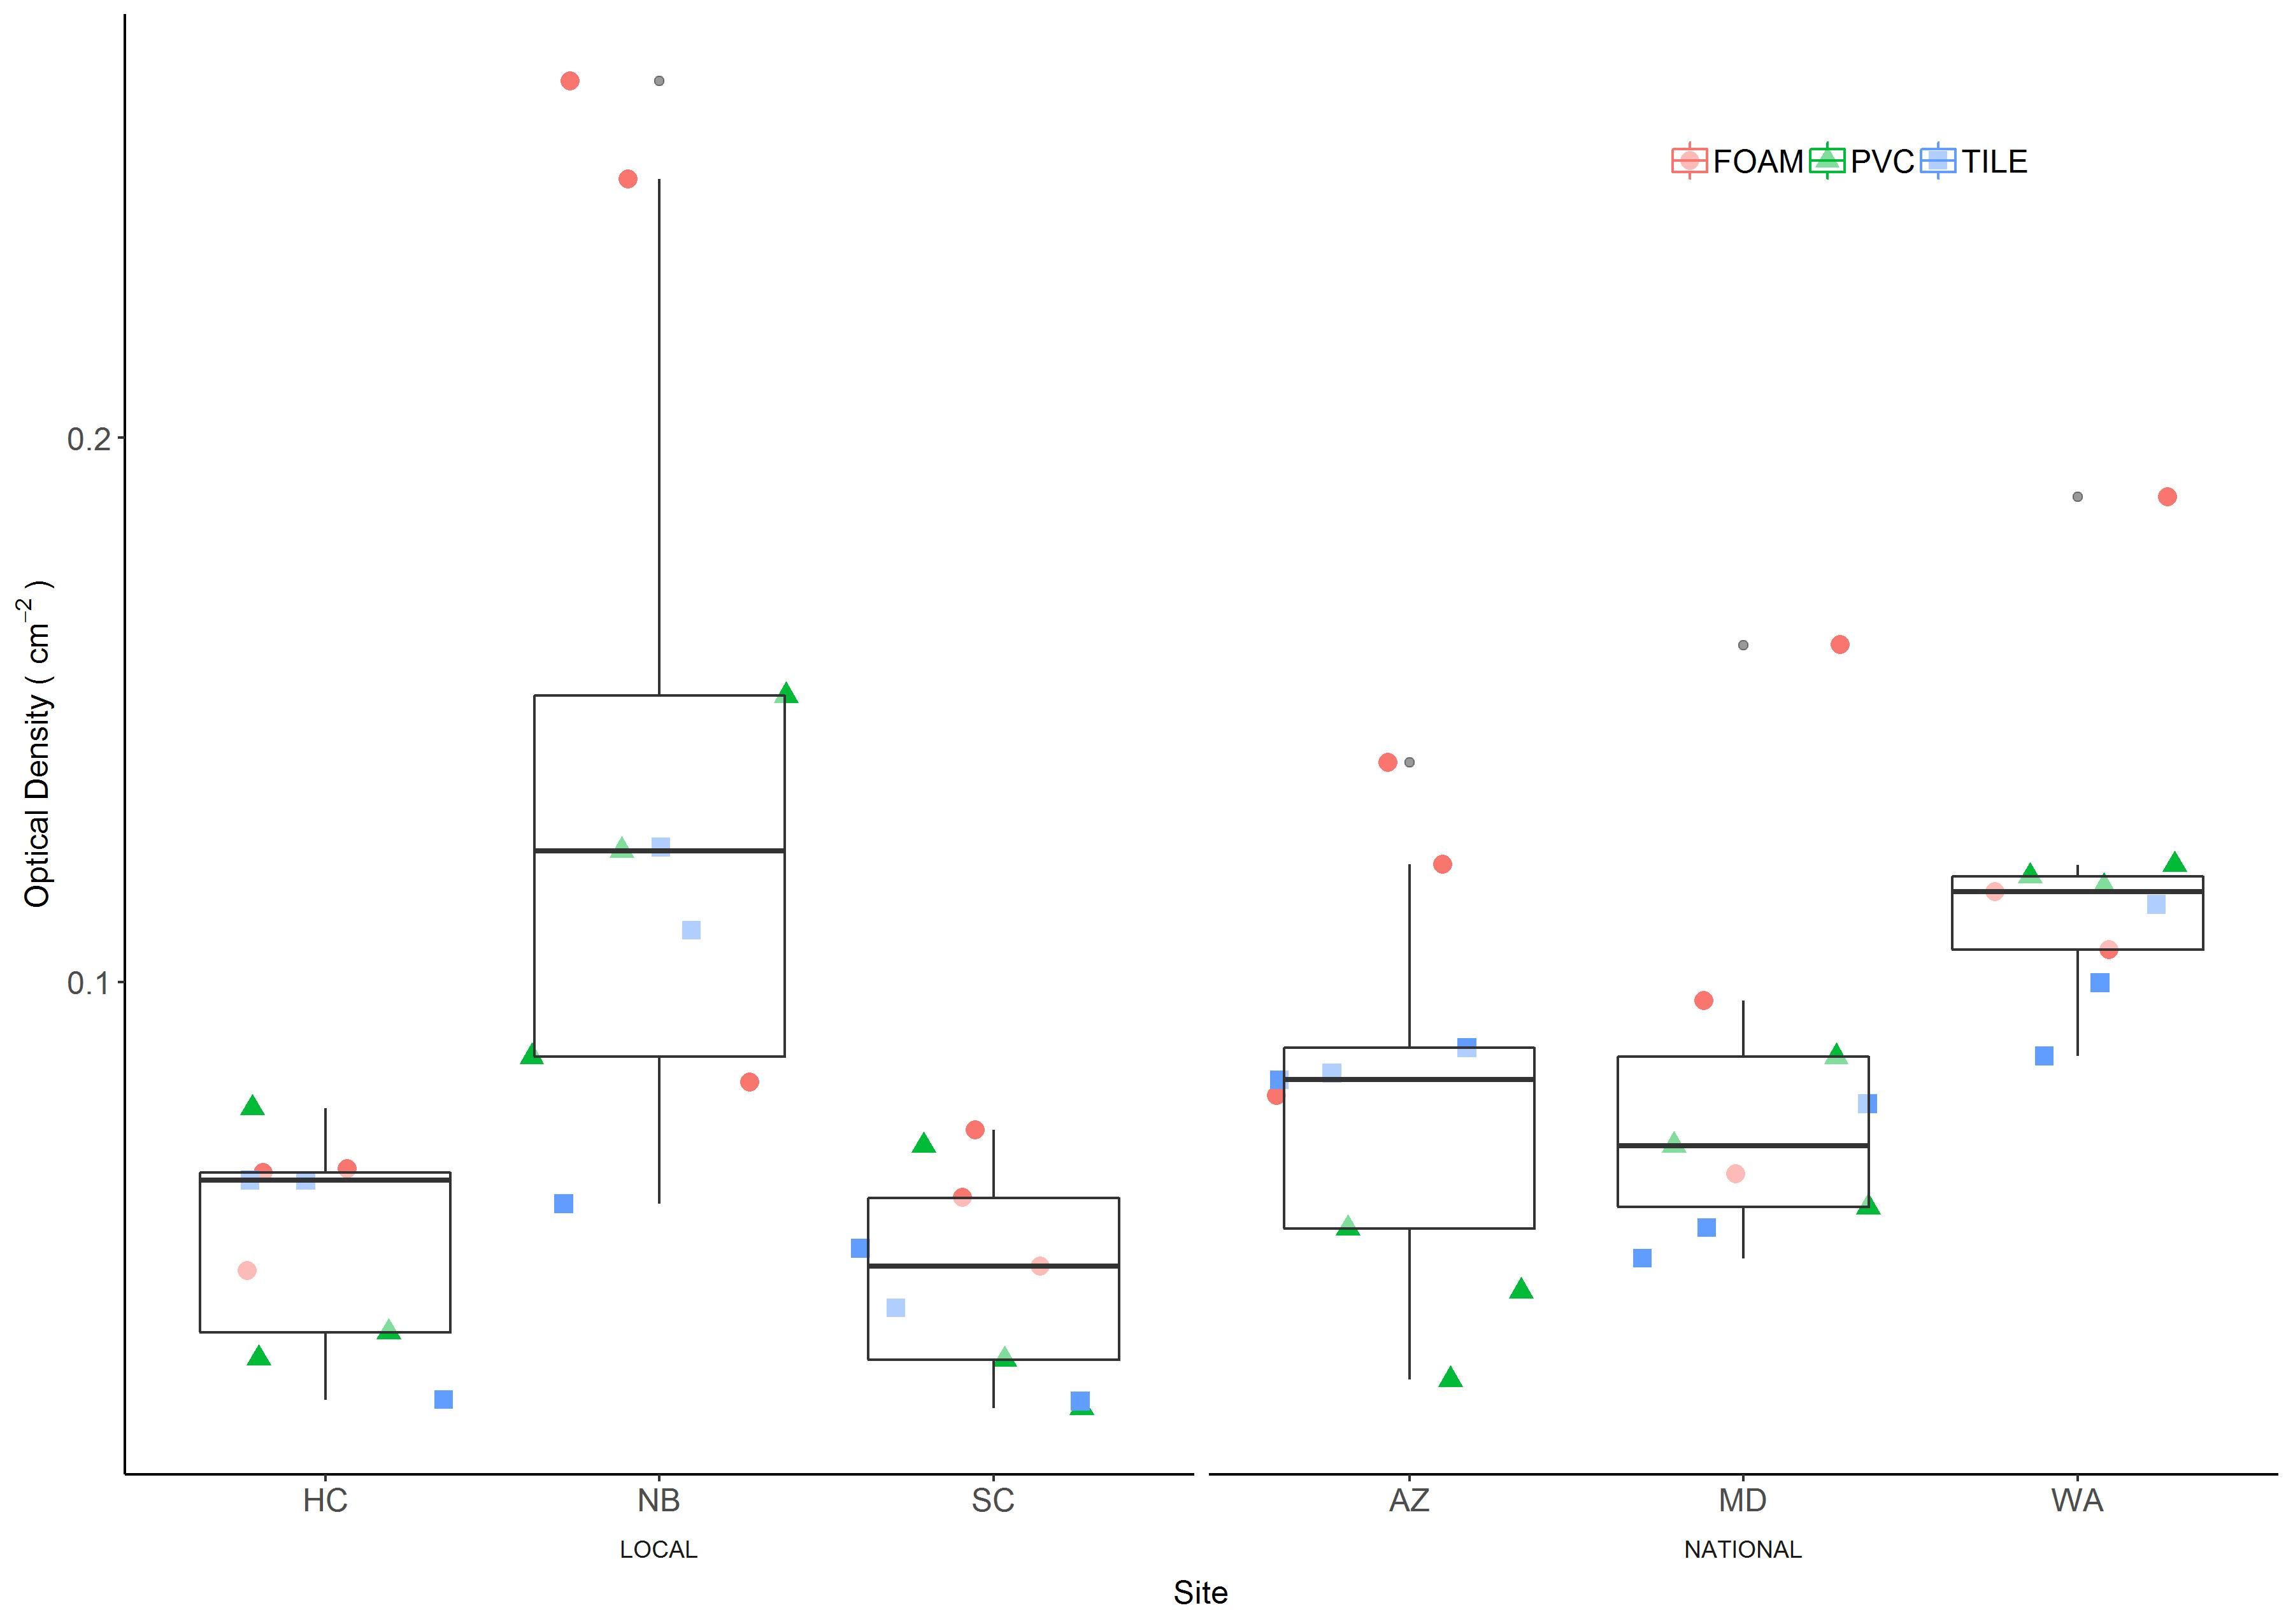 FOAM PVC TILE
0.2
0.1
Optical Density ( cm⁻² )
HC NB SC AZ MD WA
LOCAL NATIONAL
Site